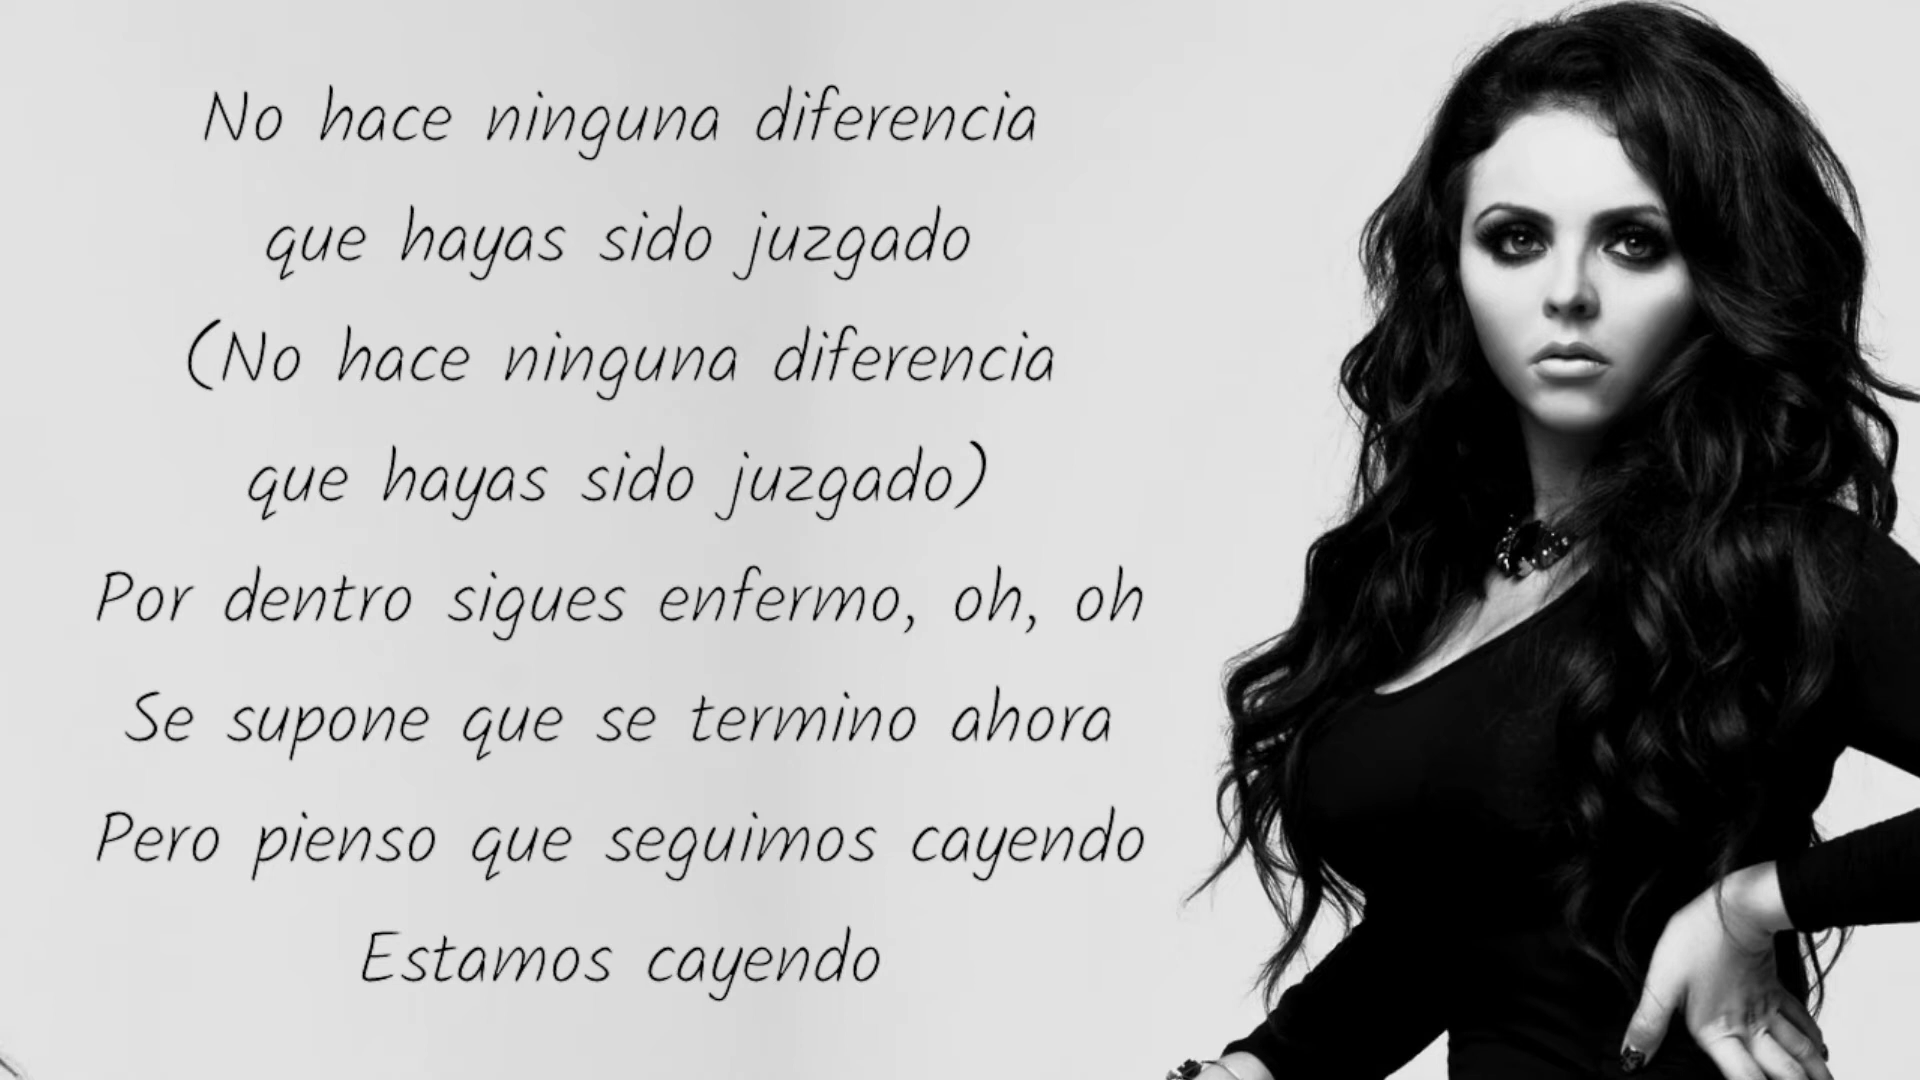 No hace ninguna diferencia
que hayas sido juzgado
(No hace ninguna diferencia
que hayas sido juzgado)
Por dentro sigues enfermo, oh, oh
Se supone que se termino ahora
Pero pienso que seguimos cayendo
Estamos cayendo